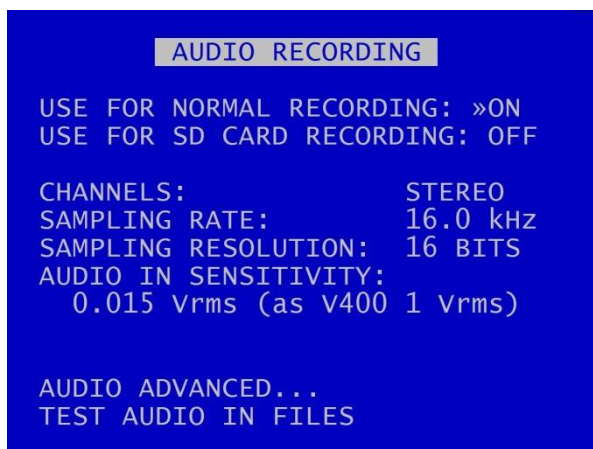 AUDIO RECORDING
USE FOR NORMAL RECORDING: »ON
USE FOR SD CARD RECORDING: OFF
CHANNELS: STEREO
SAMPLING RATE: 16.0 kHz
SAMPLING RESOLUTION: 16 BITS
AUDIO IN SENSITIVITY:
0.015 Vrms (as V400 1 Vrms)
AUDIO ADVANCED...
TEST AUDIO IN FILES